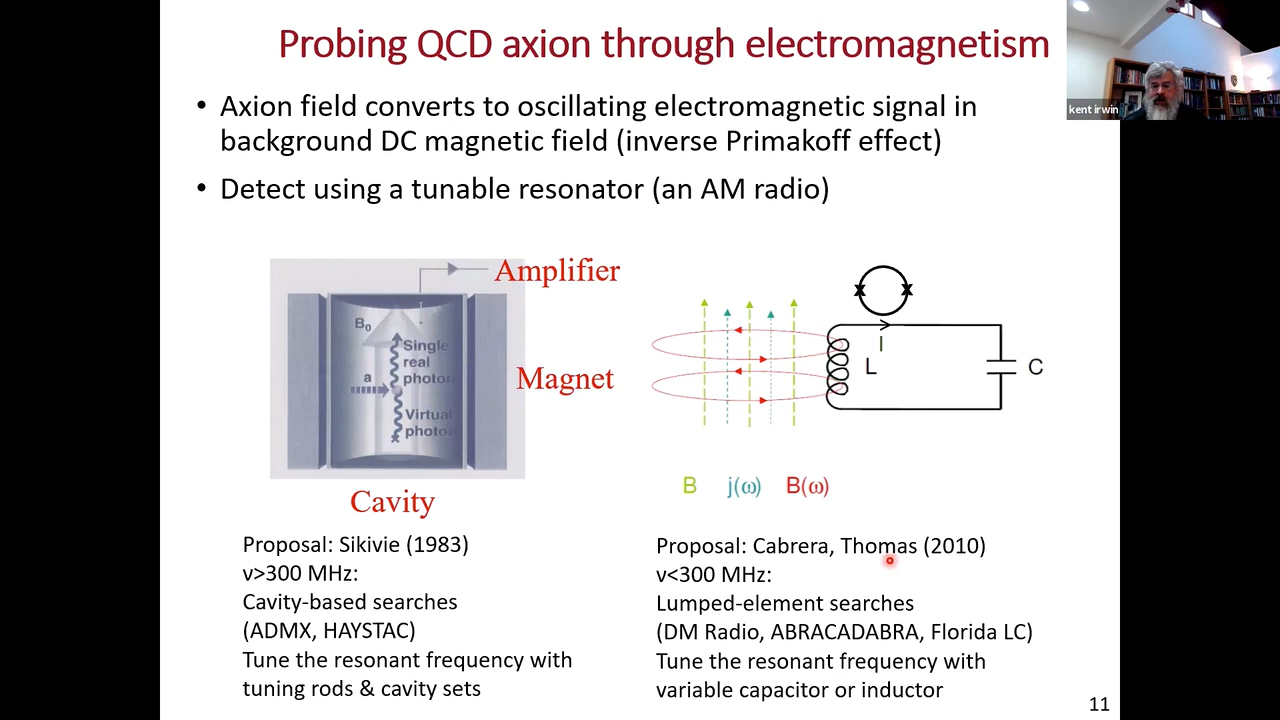 Probing QCD axion through electromagnetism
kent irwin
• Axion field converts to oscillating electromagnetic signal in
background DC magnetic field (inverse Primakoff effect)
• Detect using a tunable resonator (an AM radio)
Amplifier
B₀
Single
real
photon
a
Virtual
photon
Magnet
Cavity
I
L
C
B j(ω) B(ω)
Proposal: Sikivie (1983)
ν>300 MHz:
Cavity-based searches
(ADMX, HAYSTAC)
Tune the resonant frequency with
tuning rods & cavity sets
Proposal: Cabrera, Thomas (2010)
ν<300 MHz:
Lumped-element searches
(DM Radio, ABRACADABRA, Florida LC)
Tune the resonant frequency with
variable capacitor or inductor
11